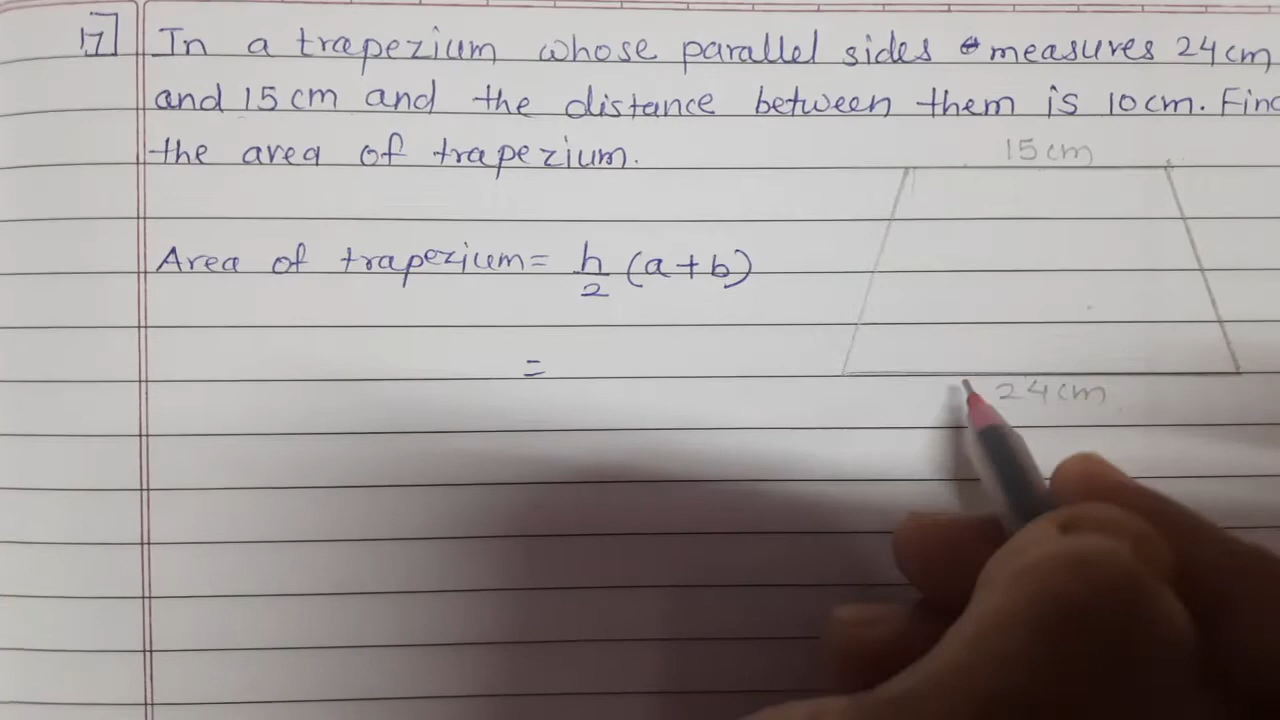 17] In a trapezium whose parallel sides measures 24cm
and 15cm and the distance between them is 10cm. Find
the area of trapezium.
15cm
Area of trapezium = h/2 (a+b)
=
24cm